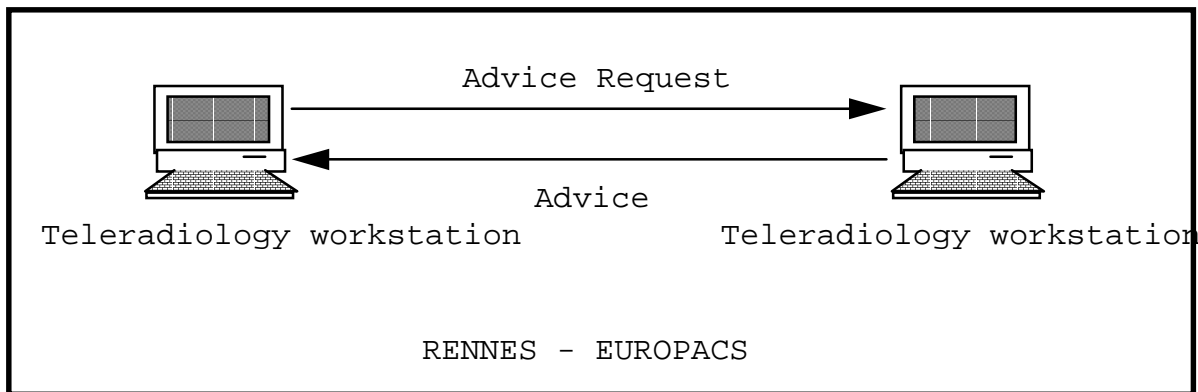 Advice Request
Advice
Teleradiology workstation Teleradiology workstation
RENNES - EUROPACS